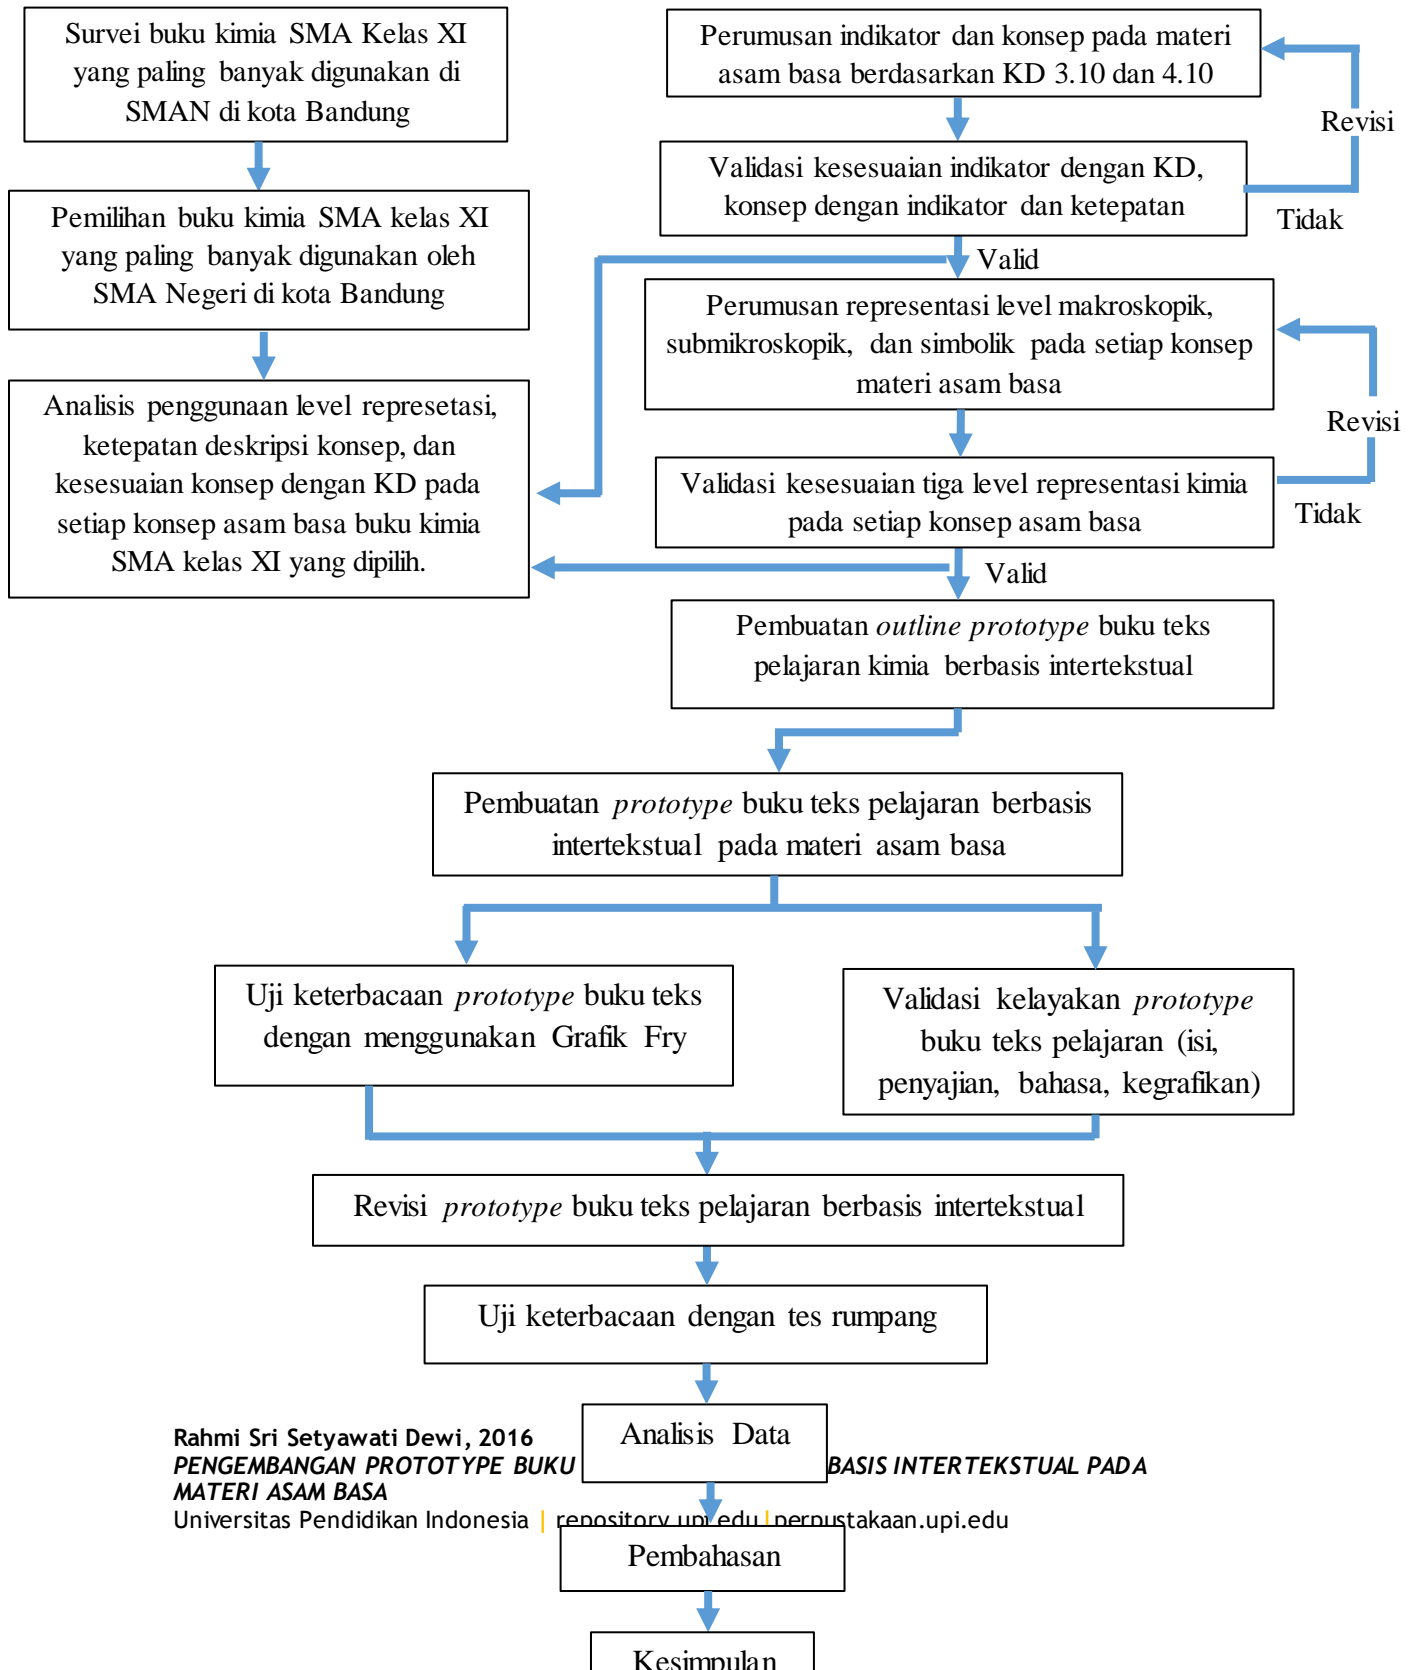 Survei buku kimia SMA Kelas XI
yang paling banyak digunakan di
SMAN di kota Bandung
Pemilihan buku kimia SMA kelas XI
yang paling banyak digunakan oleh
SMA Negeri di kota Bandung
Analisis penggunaan level represetasi,
ketepatan deskripsi konsep, dan
kesesuaian konsep dengan KD pada
setiap konsep asam basa buku kimia
SMA kelas XI yang dipilih.
Perumusan indikator dan konsep pada materi
asam basa berdasarkan KD 3.10 dan 4.10
Revisi
Validasi kesesuaian indikator dengan KD,
konsep dengan indikator dan ketepatan
Tidak
Valid
Perumusan representasi level makroskopik,
submikroskopik, dan simbolik pada setiap konsep
materi asam basa
Revisi
Validasi kesesuaian tiga level representasi kimia
pada setiap konsep asam basa
Tidak
Valid
Pembuatan outline prototype buku teks
pelajaran kimia berbasis intertekstual
Pembuatan prototype buku teks pelajaran berbasis
intertekstual pada materi asam basa
Uji keterbacaan prototype buku teks
dengan menggunakan Grafik Fry
Validasi kelayakan prototype
buku teks pelajaran (isi,
penyajian, bahasa, kegrafikan)
Revisi prototype buku teks pelajaran berbasis intertekstual
Uji keterbacaan dengan tes rumpang
Analisis Data
Rahmi Sri Setyawati Dewi, 2016
PENGEMBANGAN PROTOTYPE BUKU BASIS INTERTEKSTUAL PADA
MATERI ASAM BASA
Universitas Pendidikan Indonesia | repository.upi.edu | perpustakaan.upi.edu
Pembahasan
Kesimpulan